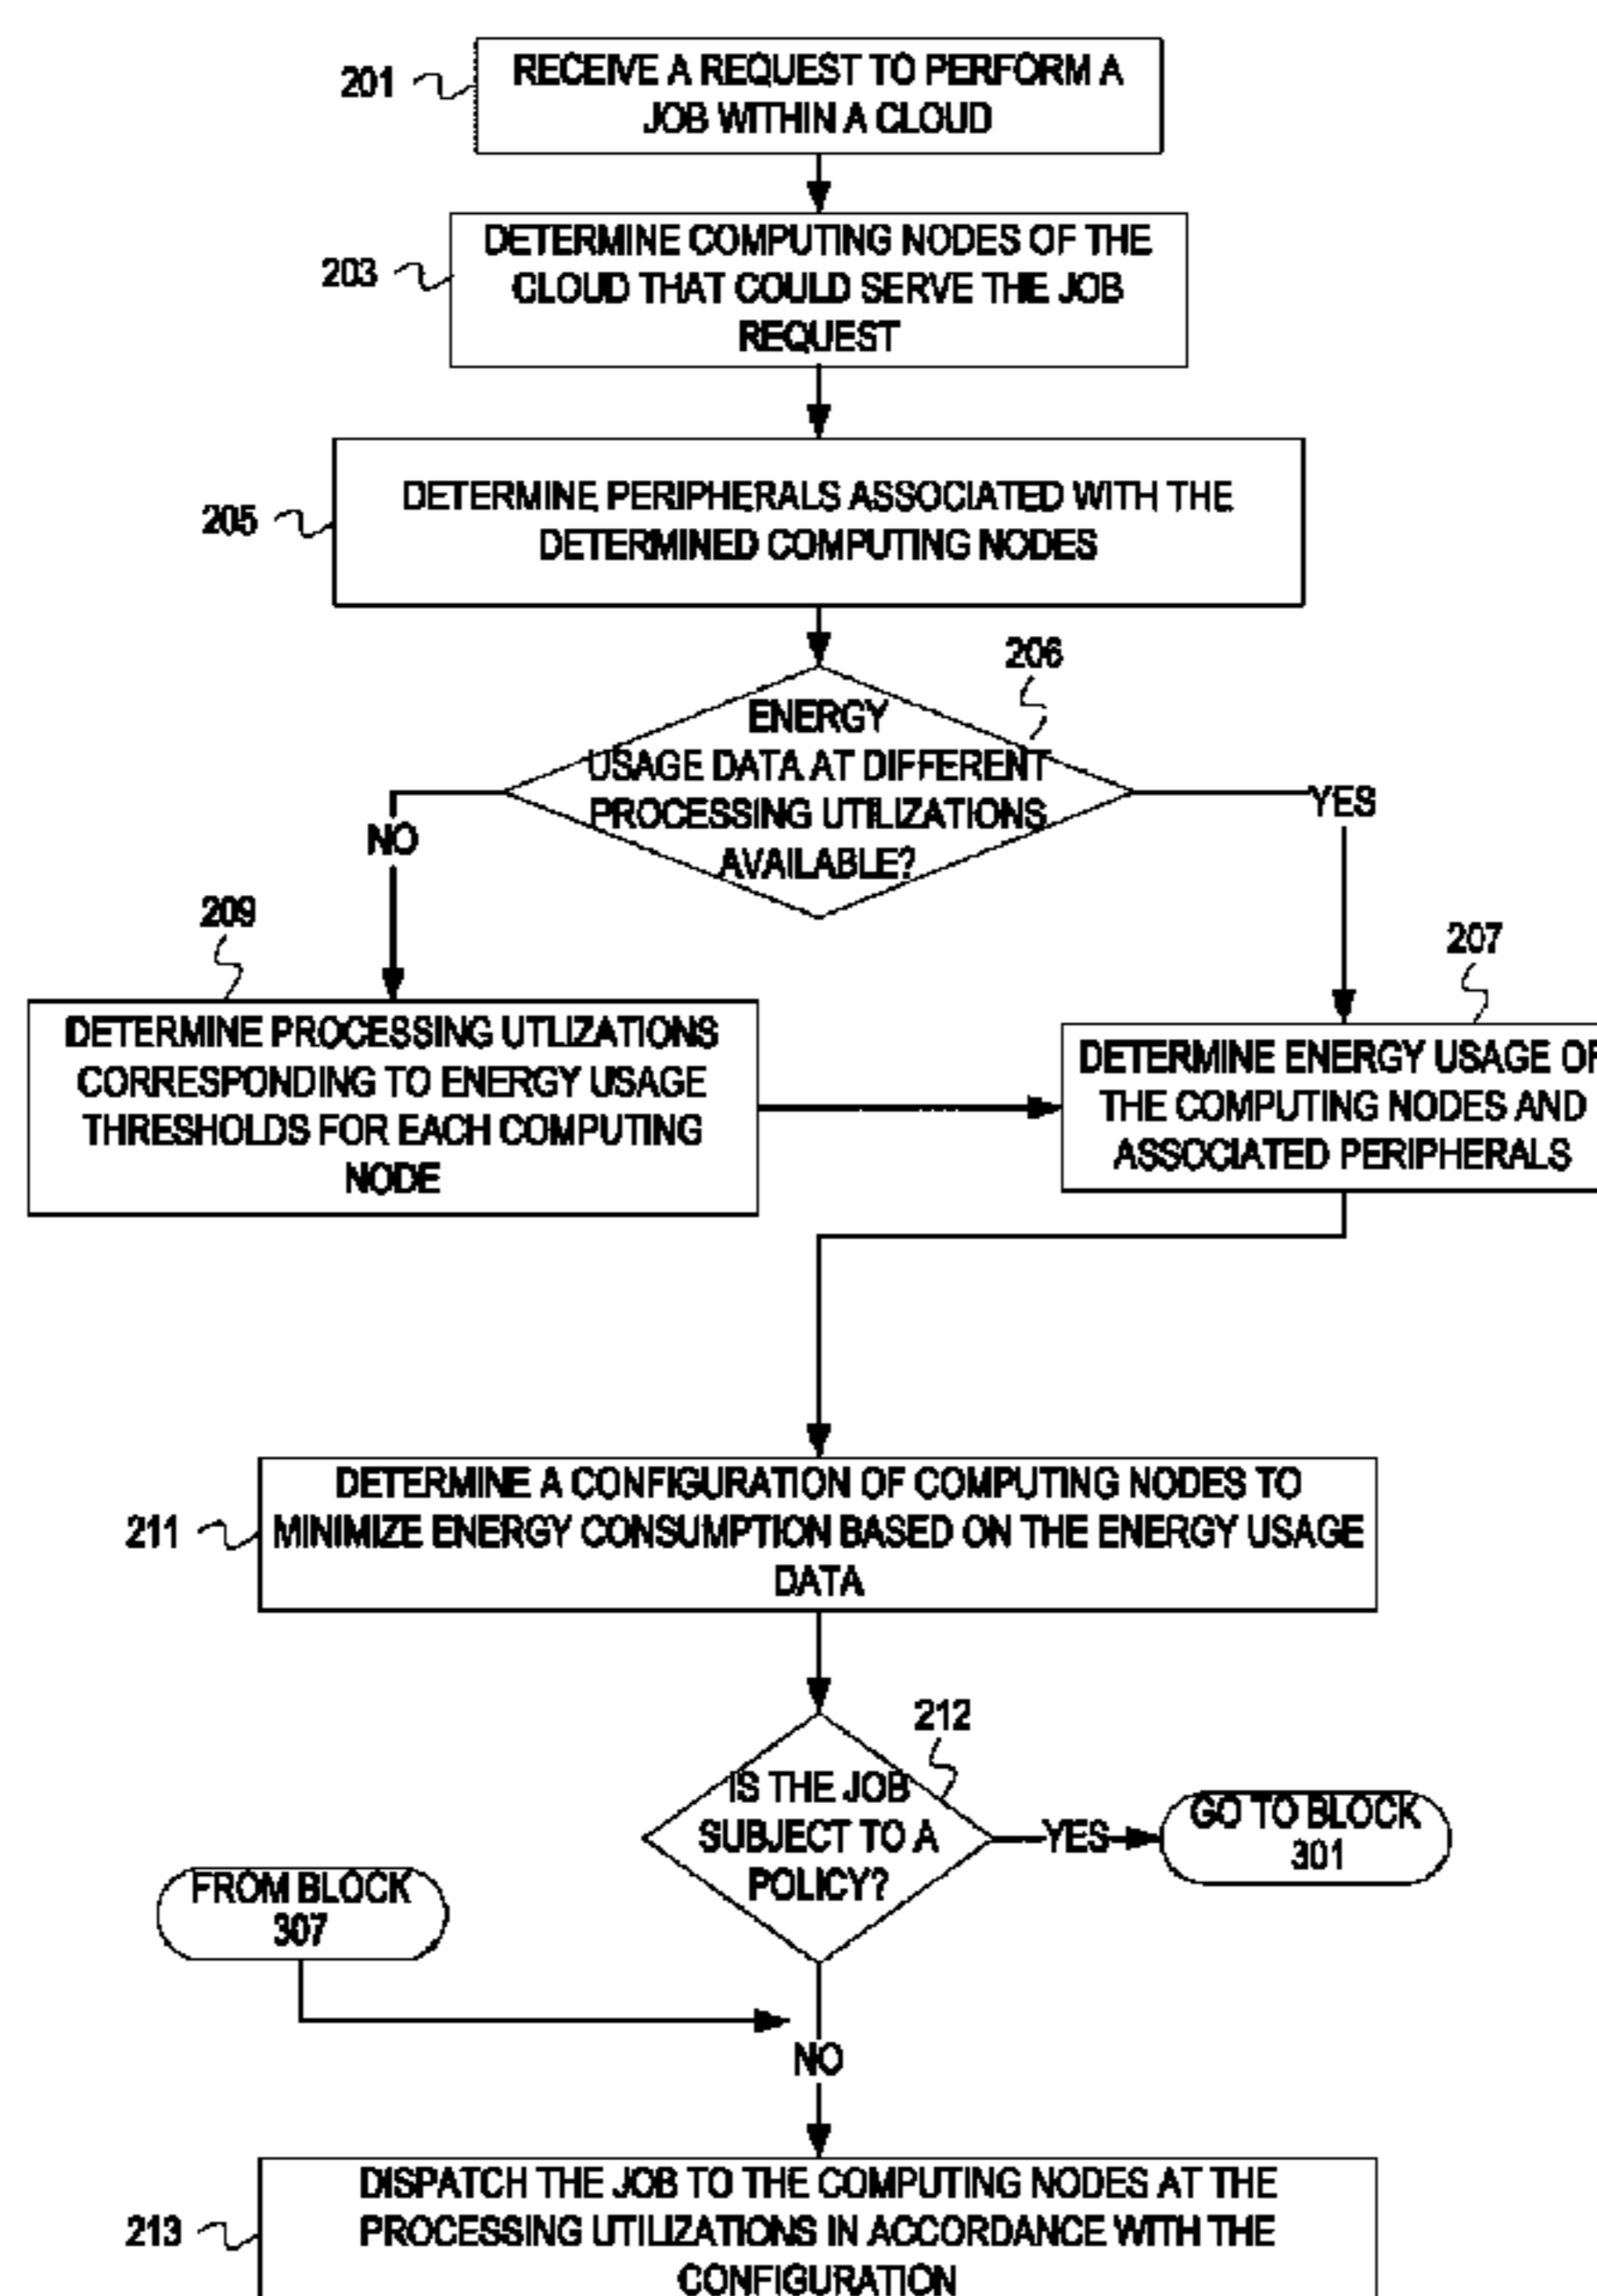 201
RECEIVE A REQUEST TO PERFORM A
JOB WITHIN A CLOUD
203
DETERMINE COMPUTING NODES OF THE
CLOUD THAT COULD SERVE THE JOB
REQUEST
205
DETERMINE PERIPHERALS ASSOCIATED WITH THE
DETERMINED COMPUTING NODES
206
ENERGY
USAGE DATA AT DIFFERENT
PROCESSING UTILIZATIONS
AVAILABLE?
NO
YES
209
DETERMINE PROCESSING UTLIZATIONS
CORRESPONDING TO ENERGY USAGE
THRESHOLDS FOR EACH COMPUTING
NODE
207
DETERMINE ENERGY USAGE OF
THE COMPUTING NODES AND
ASSOCIATED PERIPHERALS
211
DETERMINE A CONFIGURATION OF COMPUTING NODES TO
MINIMIZE ENERGY CONSUMPTION BASED ON THE ENERGY USAGE
DATA
212
IS THE JOB
SUBJECT TO A
POLICY?
YES
GO TO BLOCK
301
FROM BLOCK
307
NO
213
DISPATCH THE JOB TO THE COMPUTING NODES AT THE
PROCESSING UTILIZATIONS IN ACCORDANCE WITH THE
CONFIGURATION